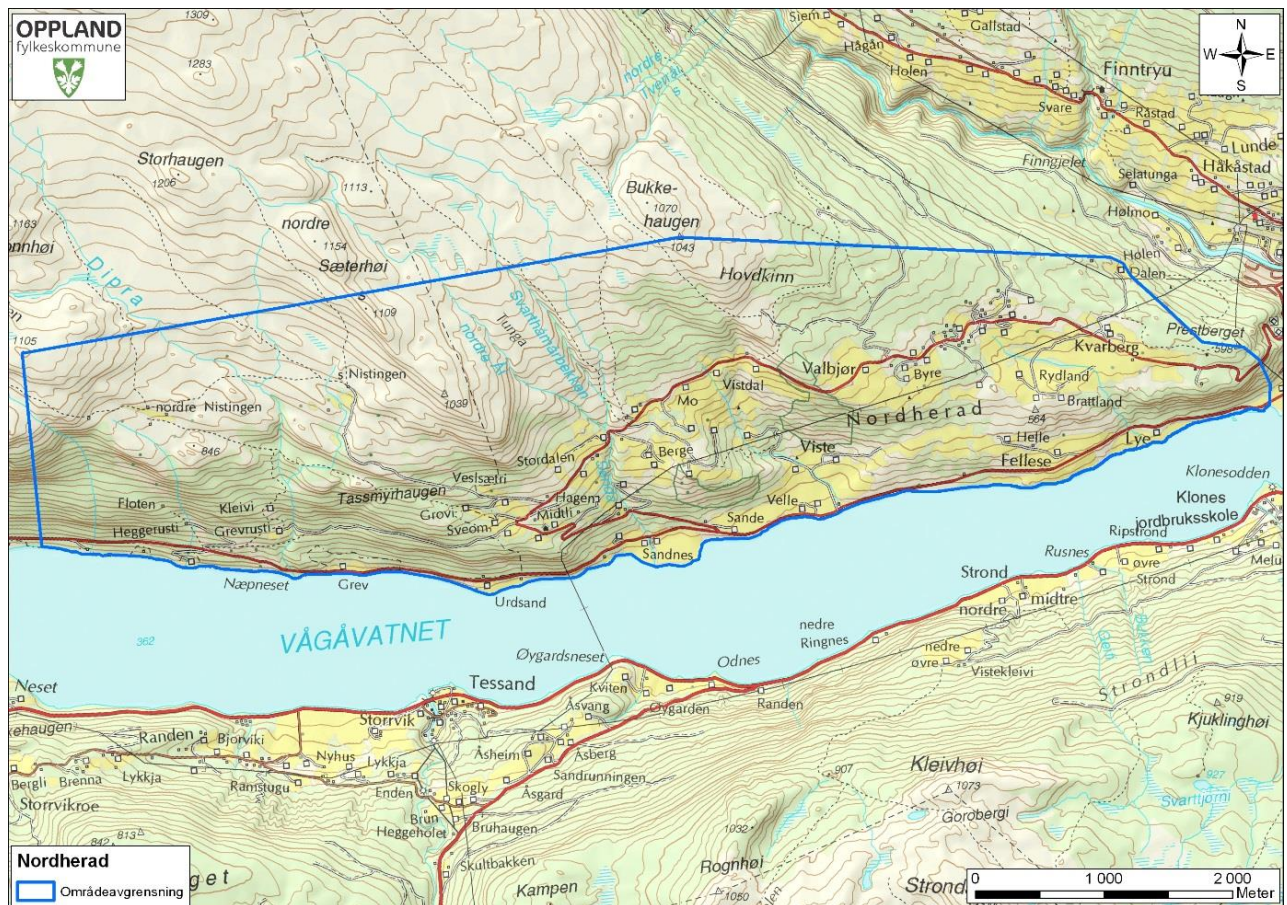 OPPLAND
fylkeskommune
N
W E
S
1309
1283
nordre
Siem
Gallstad
Hågån
Holen
Finntryu
Svare
Råstad
Lunde
Håkåstad
Finngjelet
Selatunga
Hølmo
Holen
Dalen
Storhaugen
1206
1113
Bukke-
haugen
1070
1043
nordre
1154
Sæterhøi
1109
1163
Dipra
1105
Hovdkinn
Prestberget
598
Svarthamarbekken
Tunga
nordre Ål
Nistingen
nordre Nistingen
1039
846
Valbjør
Byre
Kvarberg
Vistdal
Mo
Rydland
Brattland
Nordherad
564
Helle
Fellese
Lye
Viste
Berge
Stordalen
Veslsætri
Tassmyrhaugen
Hagem
Grovi
Midtli
Sveom
Velle
Sande
Sandnes
Floten
Kleivi
Heggerusti
Grevrusti
Næpneset
Grev
Urdsand
Klonesodden
Klones
jordbruksskole
Ripstrond
Rusnes
øvre
Strond
Melu
Strond
nordre
midtre
362
VÅGÅVATNET
nedre
Ringnes
nedre
øvre
Vistekleivi
Strondlii
919
Kjuklinghøi
Øygardsneset
Odnes
Neset
Tessand
Kviten
Øygarden
Randen
Storrvik
Åsvang
Randen
Bjorviki
Åsheim
Åsberg
Nyhus
Lykkja
Sandrunningen
Bergli
Brenna
Lykkja
Ramstugu
Enden
Skogly
Åsgard
Storrvikroe
Brun
Heggeholet
Bruhaugen
813
842
Skultbakken
907
Kleivhøi
1073
Gorobergi
927
Svarttjørni
1032
Rognhøi
1050
Kampen
Nordherad
Områdeavgrensning
0 1 000 2 000
Meter